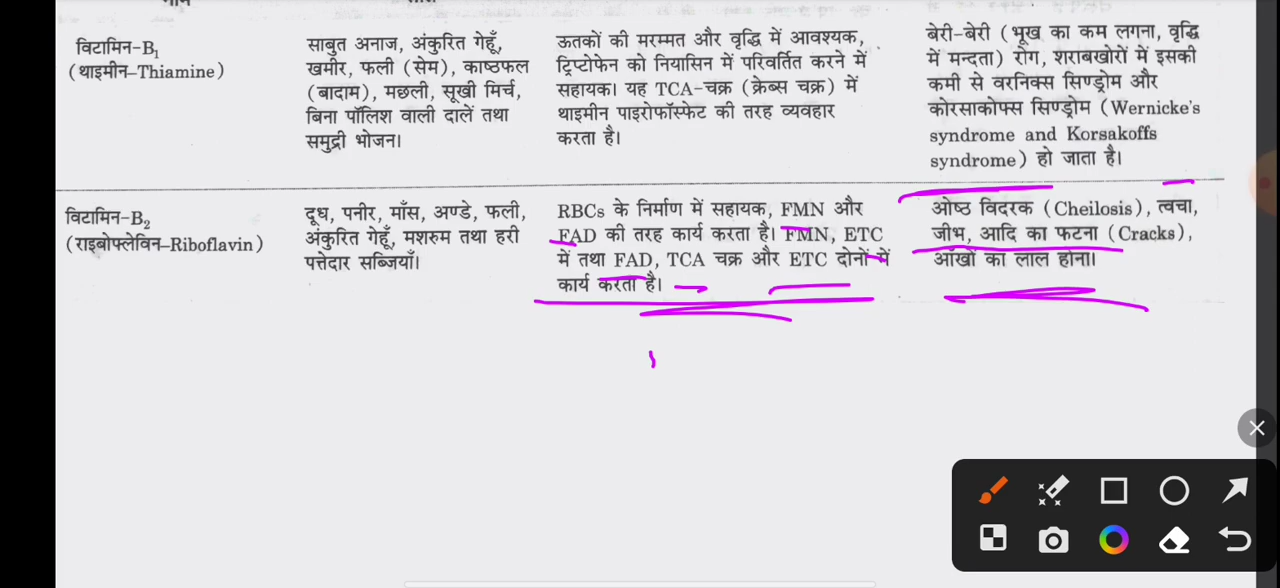 विटामिन-B1
(थाइमीन–Thiamine)
साबुत अनाज, अंकुरित गेहूँ,
खमीर, फली (सेम), काष्ठफल
(बादाम), मछली, सूखी मिर्च,
बिना पॉलिश वाली दालें तथा
समुद्री भोजन।
ऊतकों की मरम्मत और वृद्धि में आवश्यक,
ट्रिप्टोफेन को नियासिन में परिवर्तित करने में
सहायक। यह TCA-चक्र (क्रेब्स चक्र) में
थाइमीन पाइरोफॉस्फेट की तरह व्यवहार
करता है।
बेरी-बेरी (भूख का कम लगना, वृद्धि
में मन्दता) रोग, शराबखोरों में इसकी
कमी से वरनिक्स सिण्ड्रोम और
कोरसाकोफ्स सिण्ड्रोम (Wernicke's
syndrome and Korsakoffs
syndrome) हो जाता है।
विटामिन-B2
(राइबोफ्लेविन–Riboflavin)
दूध, पनीर, माँस, अण्डे, फली,
अंकुरित गेहूँ, मशरुम तथा हरी
पत्तेदार सब्जियाँ।
RBCs के निर्माण में सहायक, FMN और
FAD की तरह कार्य करता है। FMN, ETC
में तथा FAD, TCA चक्र और ETC दोनों में
कार्य करता है।
ओष्ठ विदरक (Cheilosis), त्वचा,
जीभ, आदि का फटना (Cracks),
आँखों का लाल होना।